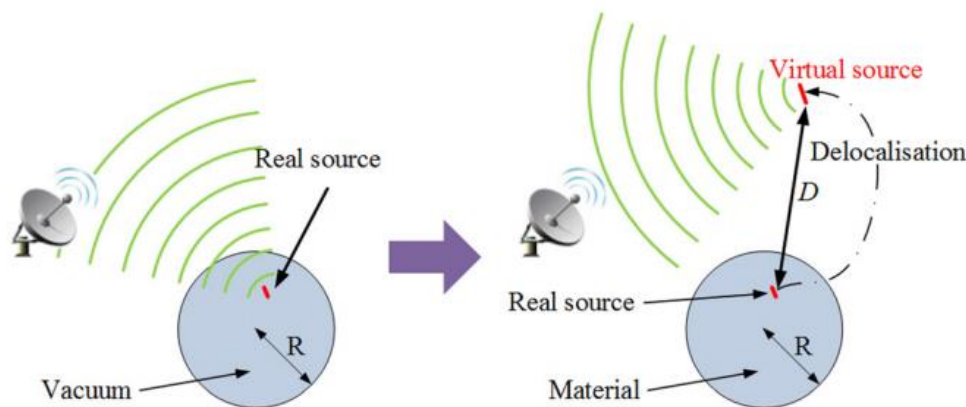 Real source
R
Vacuum
Virtual source
Delocalisation
D
Real source
R
Material